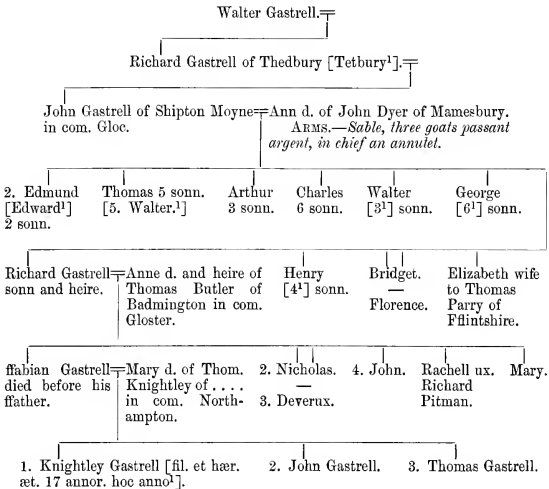 Walter Gastrell.
Richard Gastrell of Thedbury [Tetbury¹].
John Gastrell of Shipton Moyne=Ann d. of John Dyer of Mamesbury.
in com. Gloc. ARMS.—Sable, three goats passant
argent, in chief an annulet.
2. Edmund Thomas 5 sonn. Arthur Charles Walter George
[Edward¹] [5. Walter.¹] 3 sonn. 6 sonn. [3¹] sonn. [6¹] sonn.
2 sonn.
Richard Gastrell=Anne d. and heire of Henry Bridget. Elizabeth wife
sonn and heire. Thomas Butler of [4¹] sonn. — to Thomas
Badmington in com. Florence. Parry of
Gloster. Fflintshire.
ffabian Gastrell=Mary d. of Thom. 2. Nicholas. 4. John. Rachell ux. Mary.
died before his Knightley of . . . . — Richard
ffather. in com. North- 3. Deverux. Pitman.
ampton.
1. Knightley Gastrell [fil. et hær. 2. John Gastrell. 3. Thomas Gastrell.
æt. 17 annor. hoc anno¹].